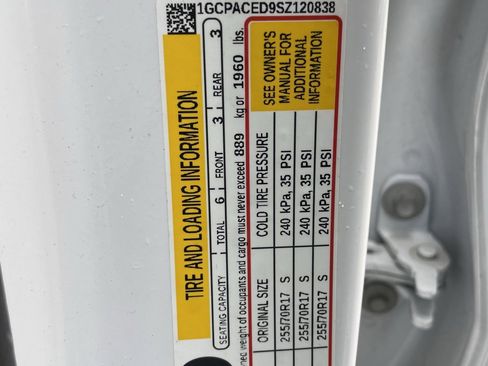 1GCPACED9SZ120838
TIRE AND LOADING INFORMATION
SEATING CAPACITY TOTAL 6 FRONT 3 REAR 3
ned weight of occupants and cargo must never exceed 889 kg or 1960 lbs.
ORIGINAL SIZE COLD TIRE PRESSURE SEE OWNER'S MANUAL FOR ADDITIONAL INFORMATION
255/70R17 S 240 kPa, 35 PSI
255/70R17 S 240 kPa, 35 PSI
255/70R17 S 240 kPa, 35 PSI